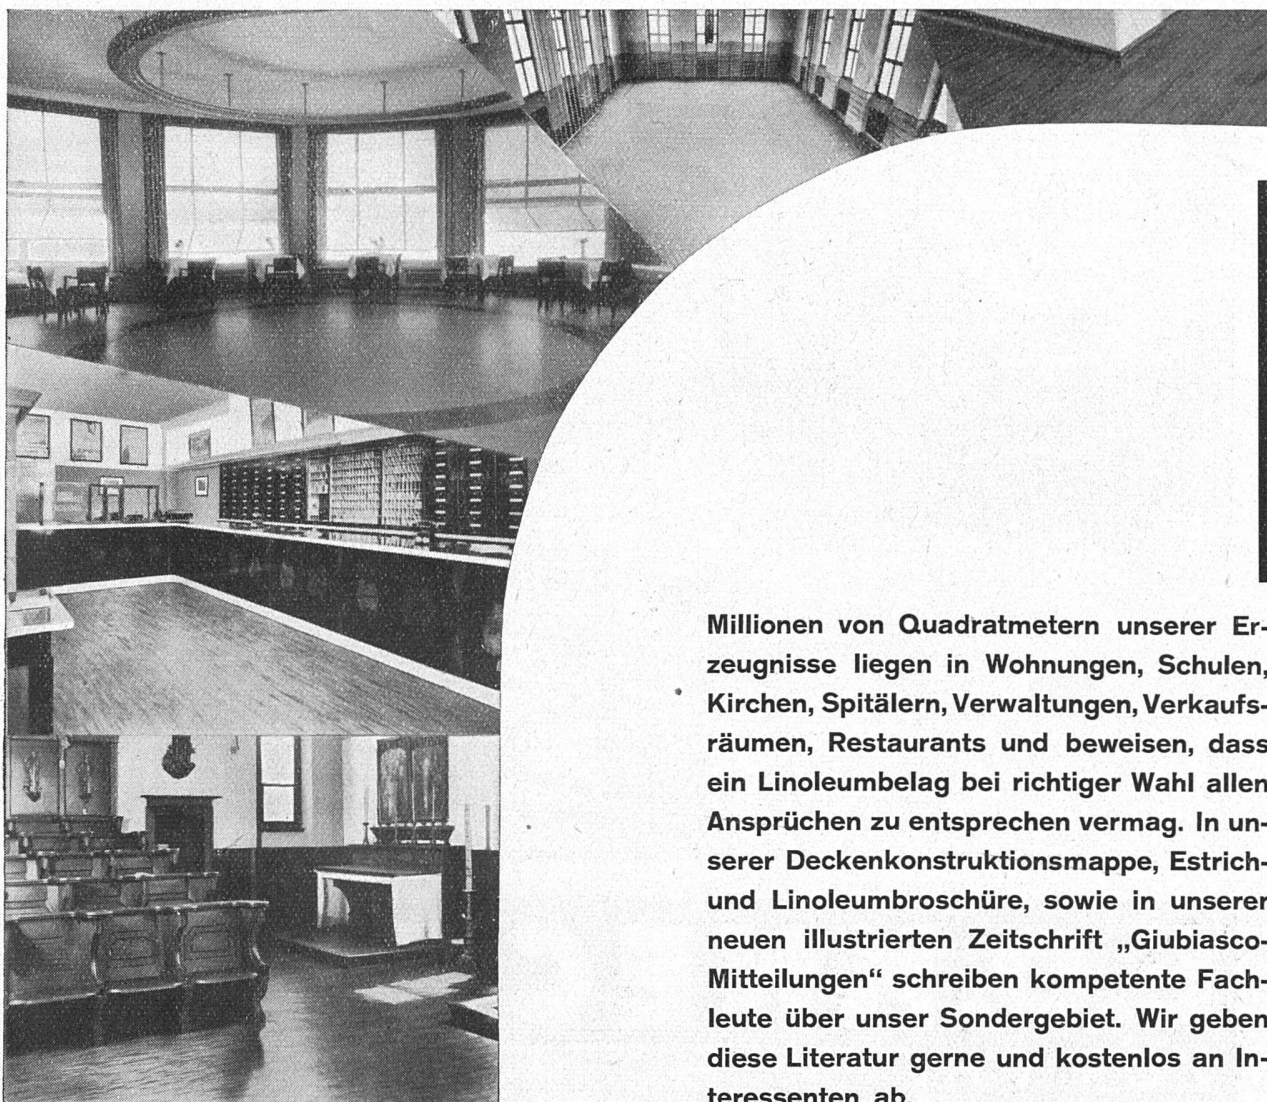 Millionen von Quadratmetern unserer Er-
zeugnisse liegen in Wohnungen, Schulen,
Kirchen, Spitälern, Verwaltungen, Verkaufs-
räumen, Restaurants und beweisen, dass
ein Linoleumbelag bei richtiger Wahl allen
Ansprüchen zu entsprechen vermag. In un-
serer Deckenkonstruktionsmappe, Estrich-
und Linoleumbroschüre, sowie in unserer
neuen illustrierten Zeitschrift „Giubiasco-
Mitteilungen“ schreiben kompetente Fach-
leute über unser Sondergebiet. Wir geben
diese Literatur gerne und kostenlos an In-
teressenten ab